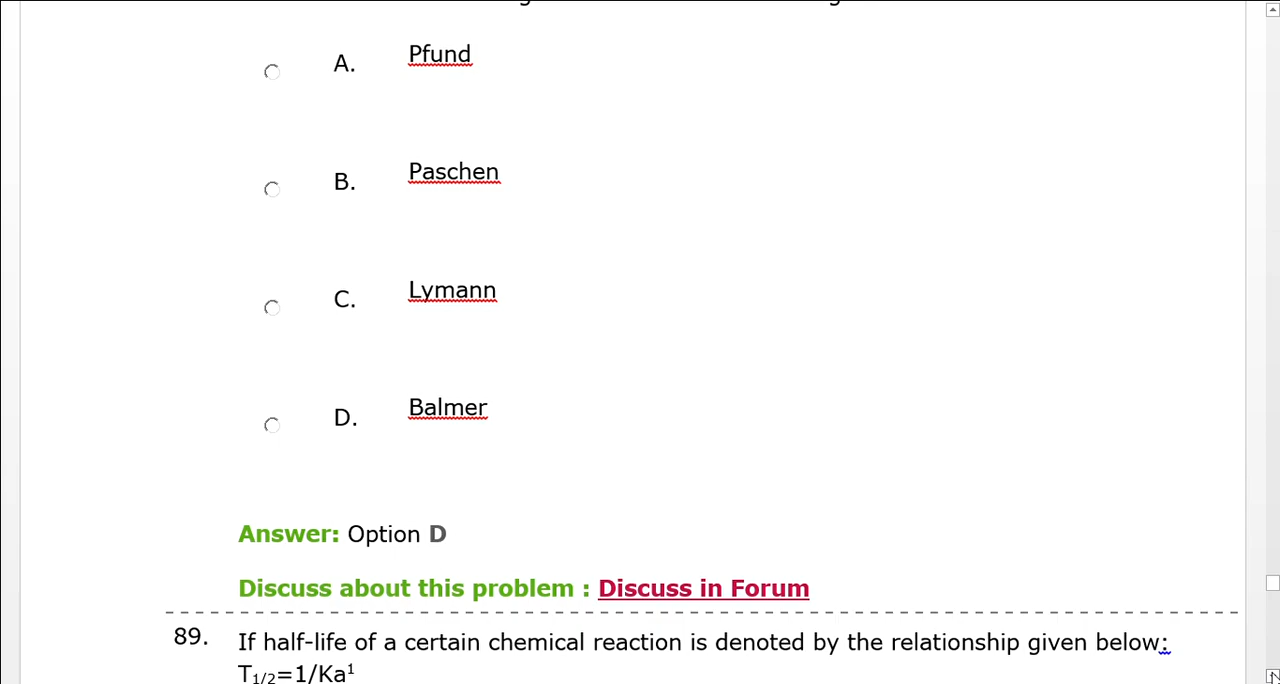 A. Pfund
B. Paschen
C. Lymann
D. Balmer
Answer: Option D
Discuss about this problem : Discuss in Forum
89. If half-life of a certain chemical reaction is denoted by the relationship given below:
T₁/₂=1/Ka¹